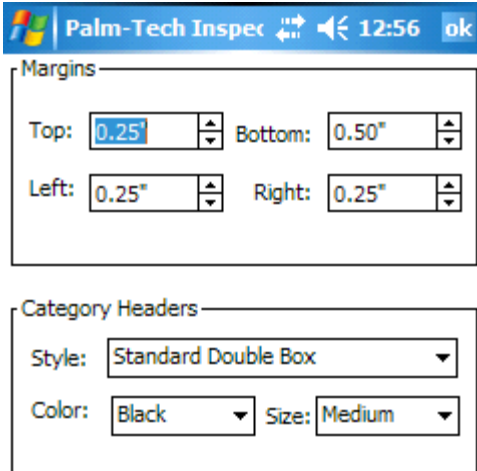 Palm-Tech Inspec 12:56 ok
Margins
Top: 0.25" Bottom: 0.50"
Left: 0.25" Right: 0.25"
Category Headers
Style: Standard Double Box
Color: Black Size: Medium